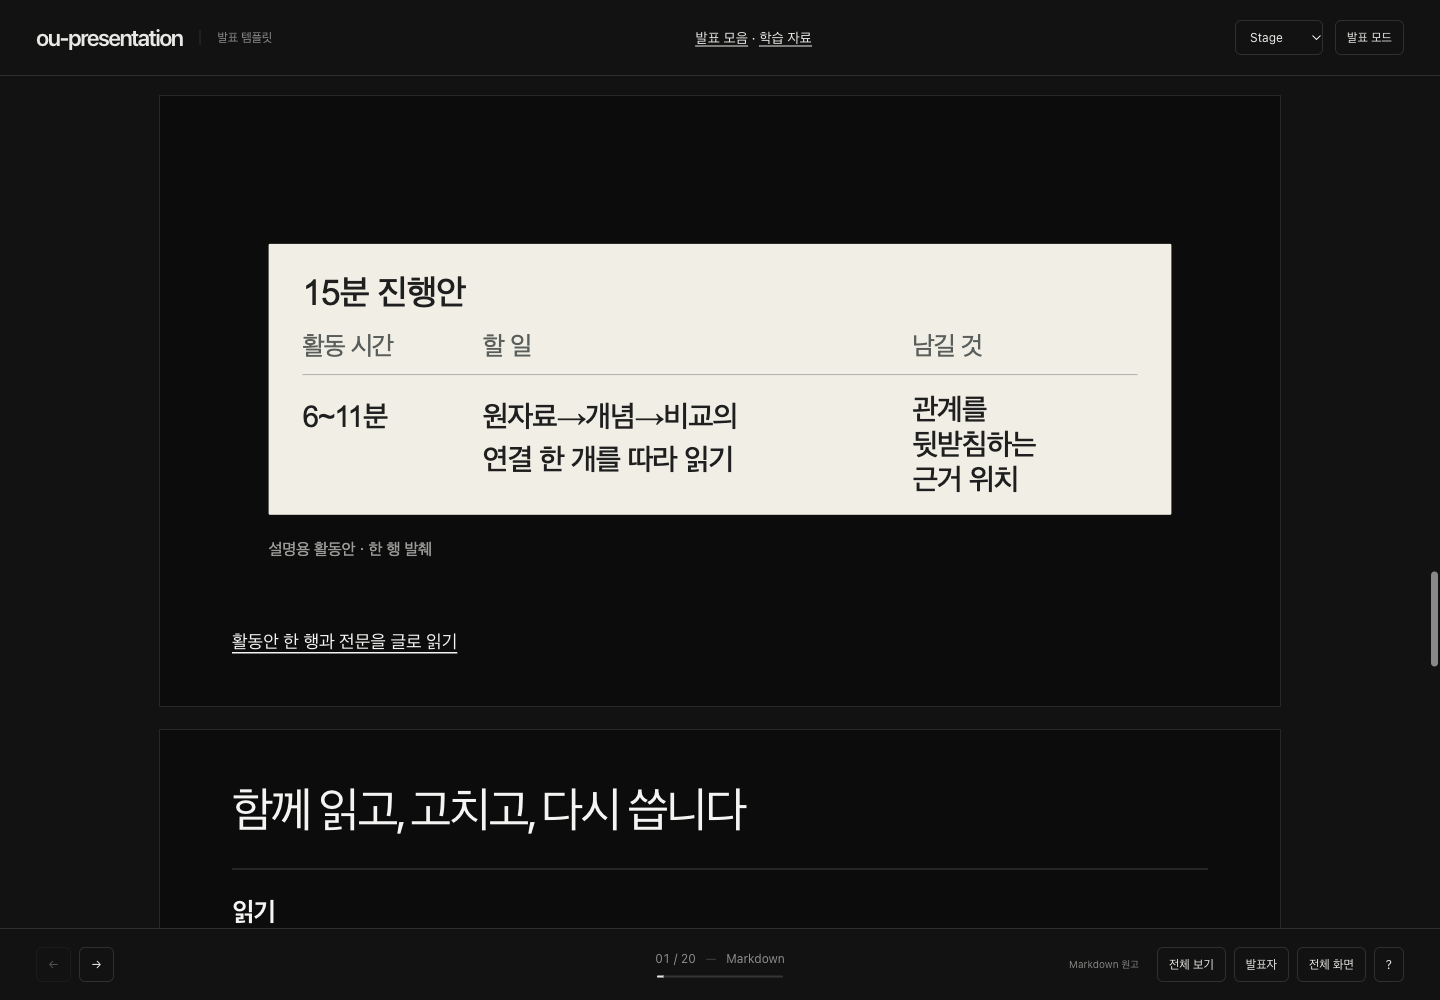 ou-presentation
발표 템플릿
발표 모음 · 학습 자료
Stage
발표 모드
15분 진행안
활동 시간 할 일 남길 것
6~11분
원자료→개념→비교의
연결 한 개를 따라 읽기
관계를
뒷받침하는
근거 위치
설명용 활동안 · 한 행 발췌
활동안 한 행과 전문을 글로 읽기
함께 읽고, 고치고, 다시 씁니다
읽기
← →
01 / 20 — Markdown
Markdown 원고
전체 보기
발표자
전체 화면
?